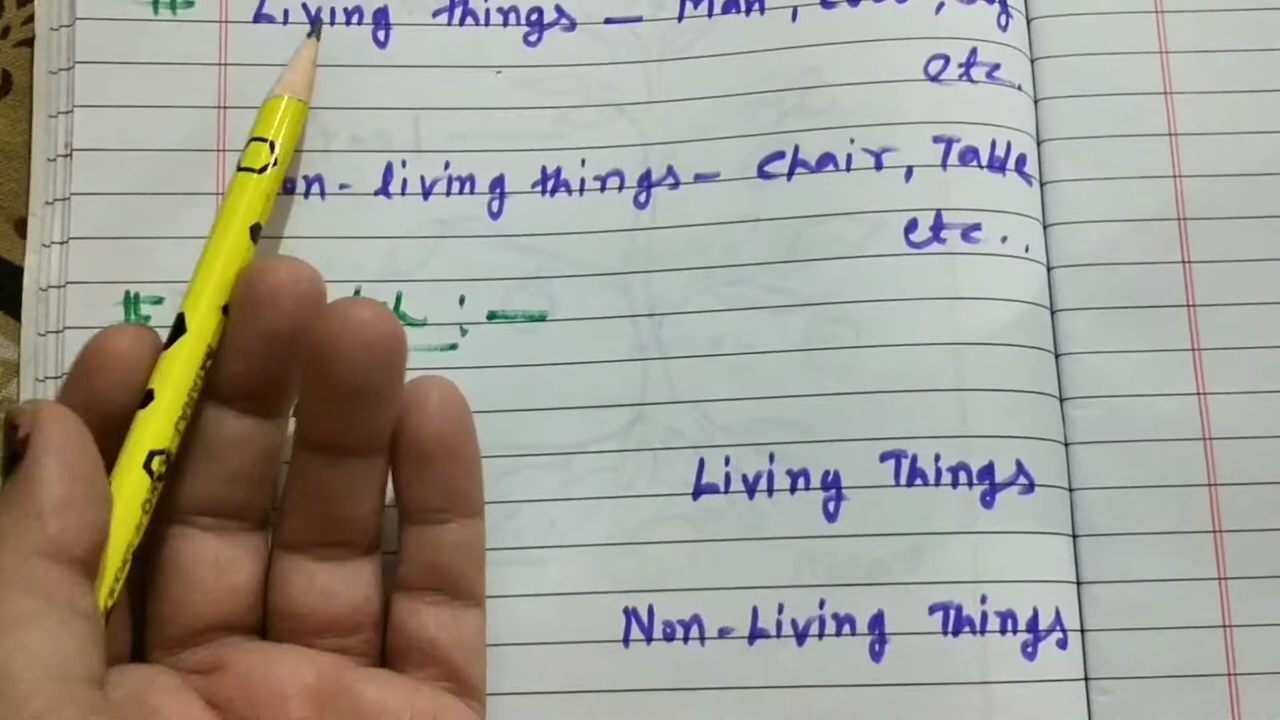 # Living things - Man,
etc.
on-living things- Chair, Table
etc..
# :-
Living Things
Non-Living Things